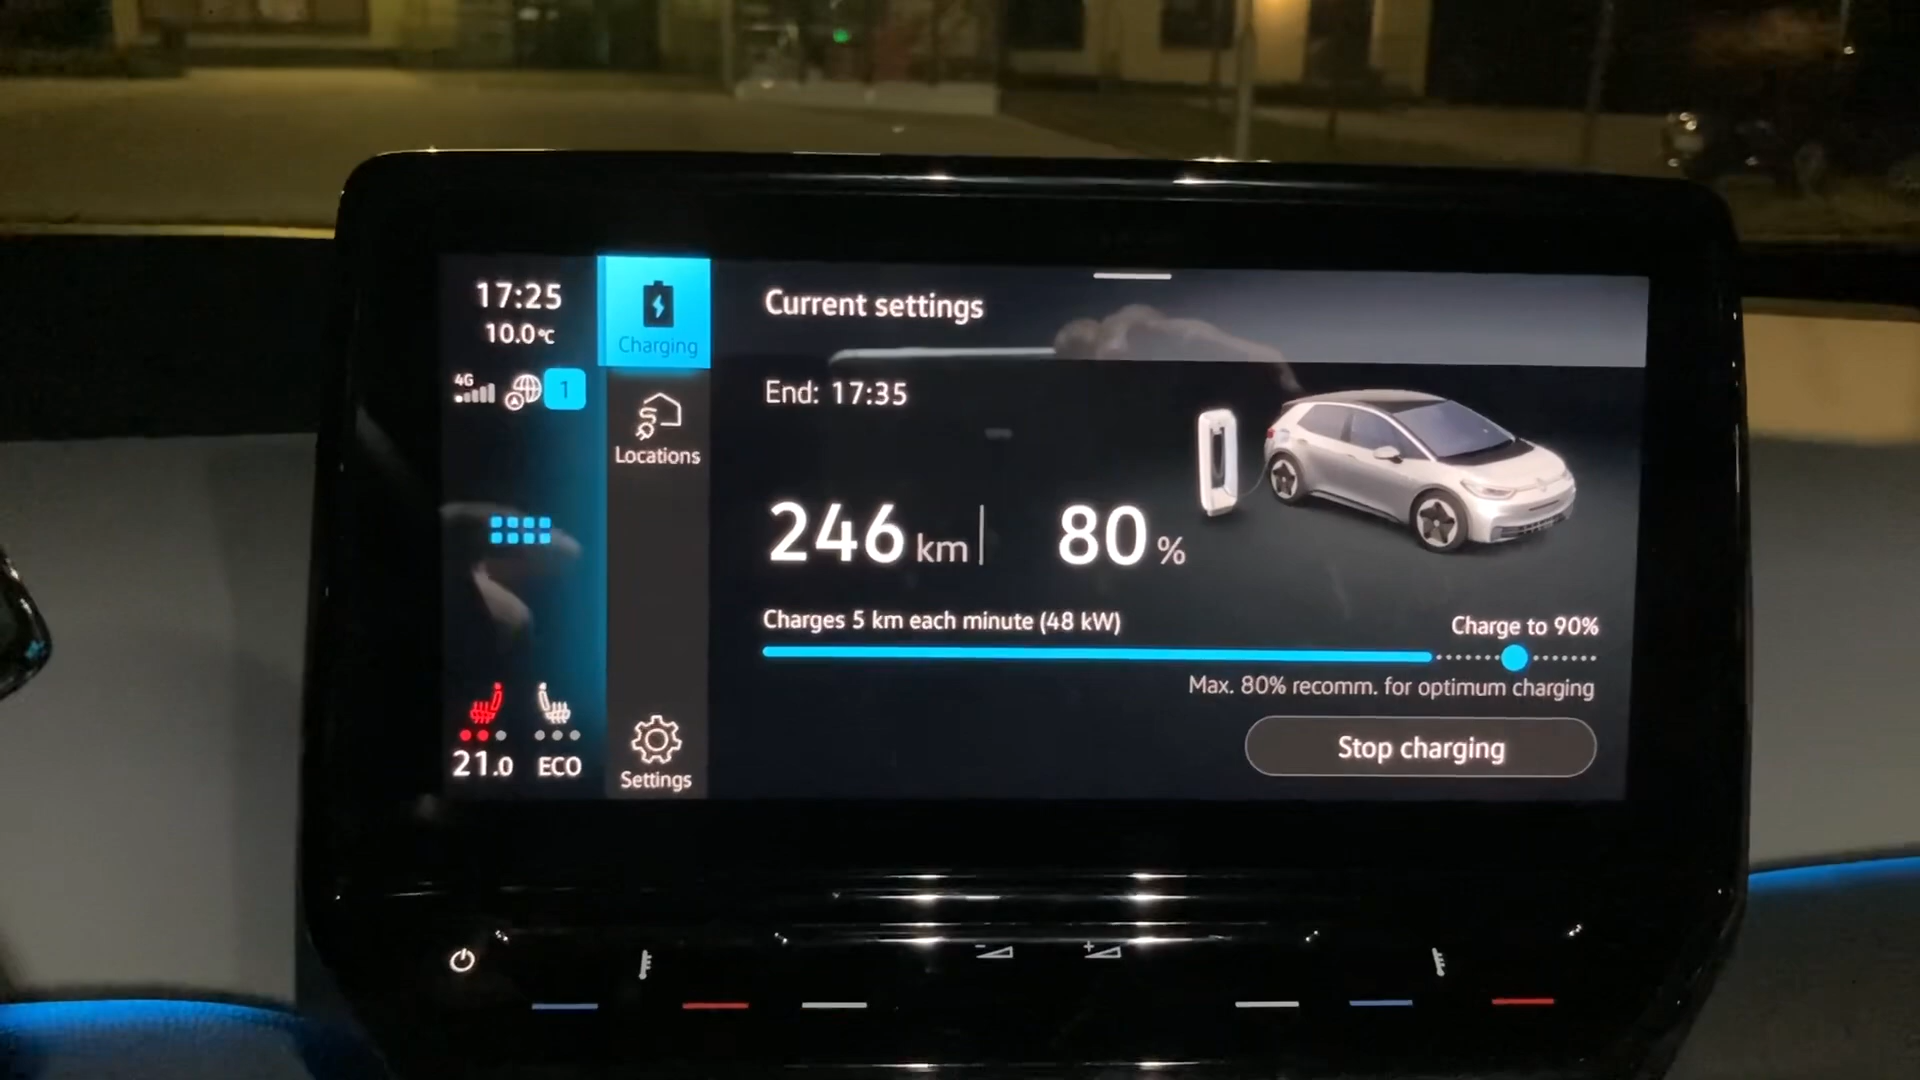 17:25
10.0°C
4G
1
Charging
Locations
Settings
21.0 ECO
Current settings
End: 17:35
246 km 80 %
Charges 5 km each minute (48 kW)
Charge to 90%
Max. 80% recomm. for optimum charging
Stop charging